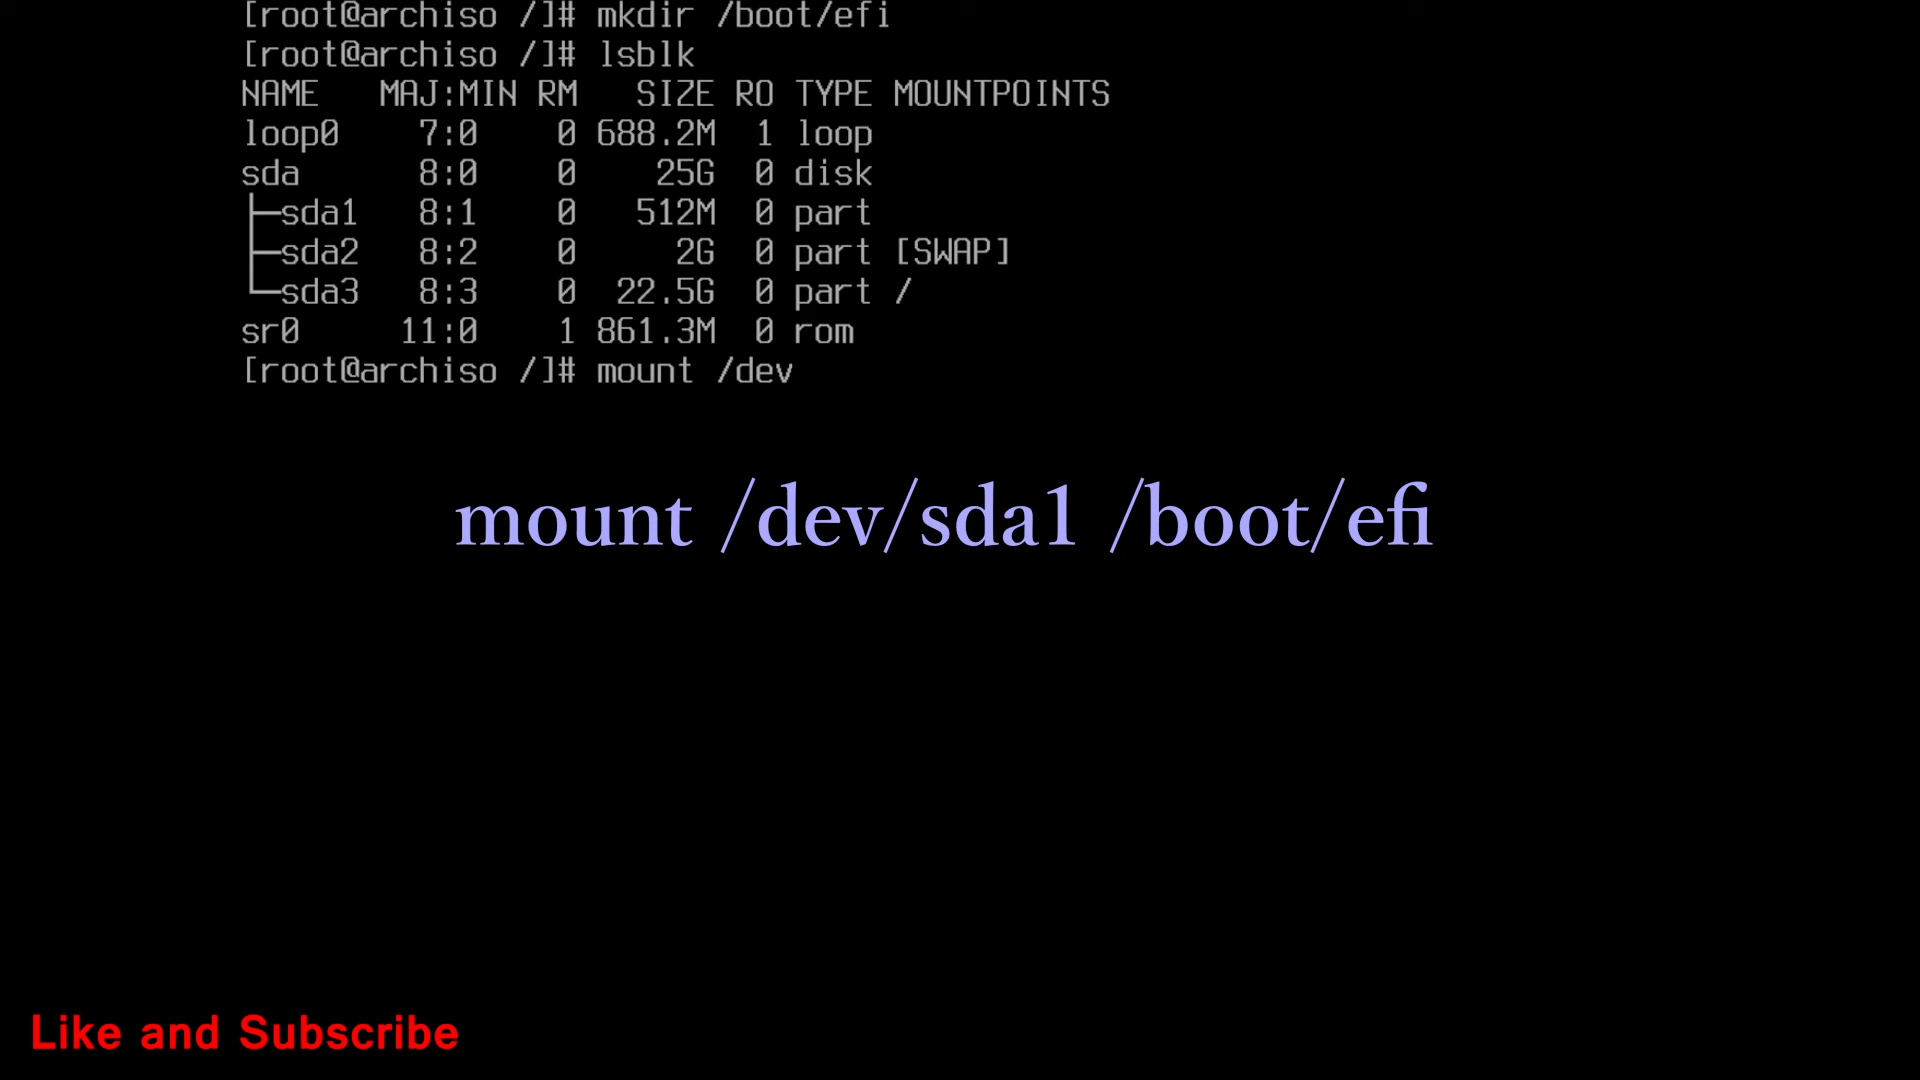 [root@archiso /]# mkdir /boot/efi
[root@archiso /]# lsblk
NAME   MAJ:MIN RM   SIZE RO TYPE MOUNTPOINTS
loop0    7:0    0 688.2M  1 loop
sda      8:0    0    25G  0 disk
├─sda1   8:1    0   512M  0 part
├─sda2   8:2    0     2G  0 part [SWAP]
└─sda3   8:3    0  22.5G  0 part /
sr0     11:0    1 861.3M  0 rom
[root@archiso /]# mount /dev
mount /dev/sda1 /boot/efi
Like and Subscribe